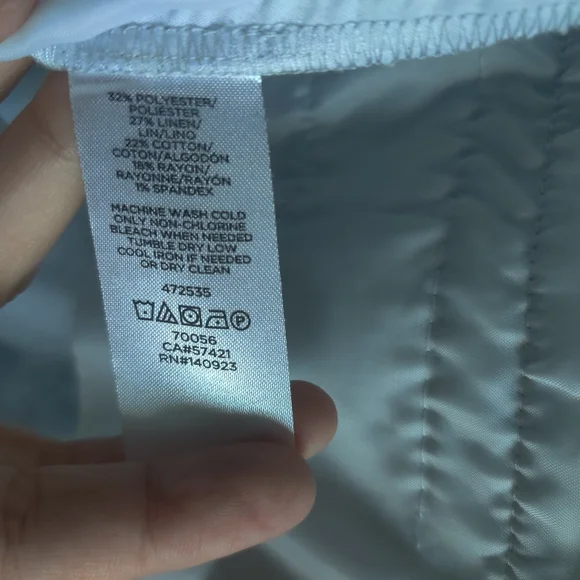 32% POLYESTER/
POLIÉSTER
27% LINEN/
LIN/LINO
22% COTTON/
COTON/ALGODÓN
18% RAYON/
RAYONNE/RAYÓN
1% SPANDEX
MACHINE WASH COLD
ONLY NON-CHLORINE
BLEACH WHEN NEEDED
TUMBLE DRY LOW
COOL IRON IF NEEDED
OR DRY CLEAN
472535
P
70056
CA#57421
RN#140923